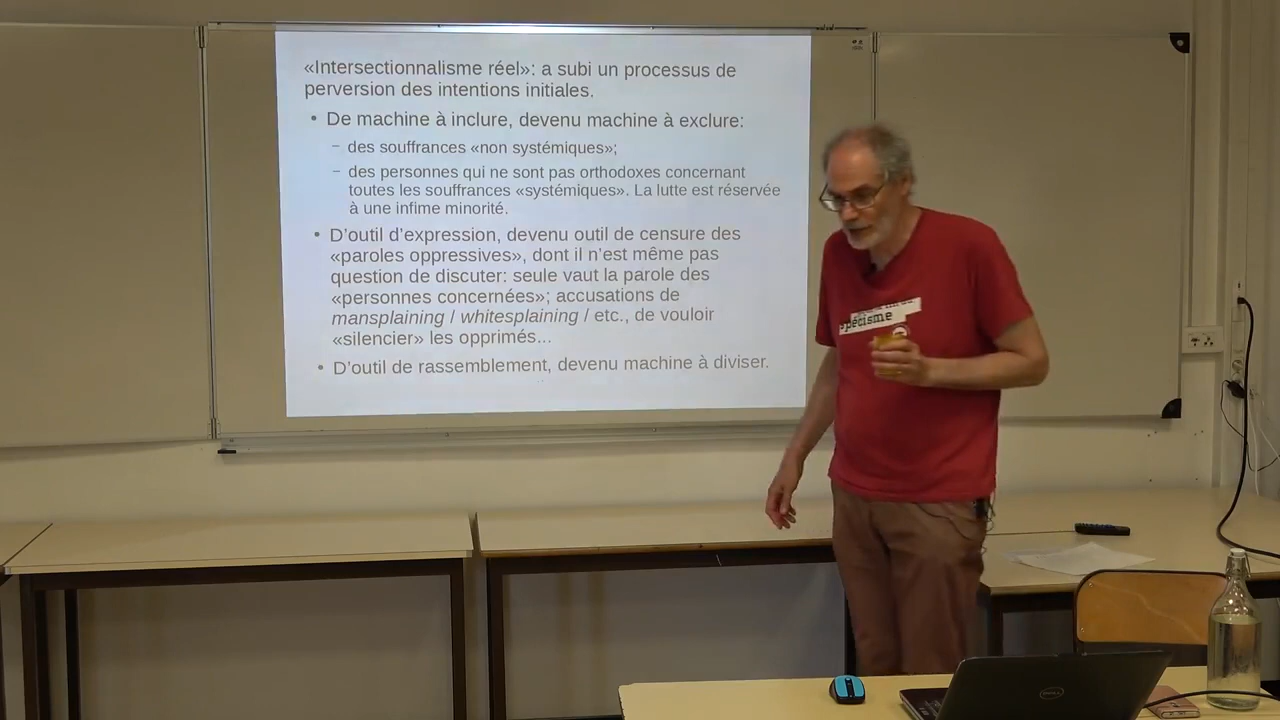 «Intersectionnalisme réel»: a subi un processus de
perversion des intentions initiales.
• De machine à inclure, devenu machine à exclure:
– des souffrances «non systémiques»;
– des personnes qui ne sont pas orthodoxes concernant
toutes les souffrances «systémiques». La lutte est réservée
à une infime minorité.
• D’outil d’expression, devenu outil de censure des
«paroles oppressives», dont il n’est même pas
question de discuter: seule vaut la parole des
«personnes concernées»; accusations de
mansplaining / whitesplaining / etc., de vouloir
«silencier» les opprimés...
• D’outil de rassemblement, devenu machine à diviser.
spécisme
DELL